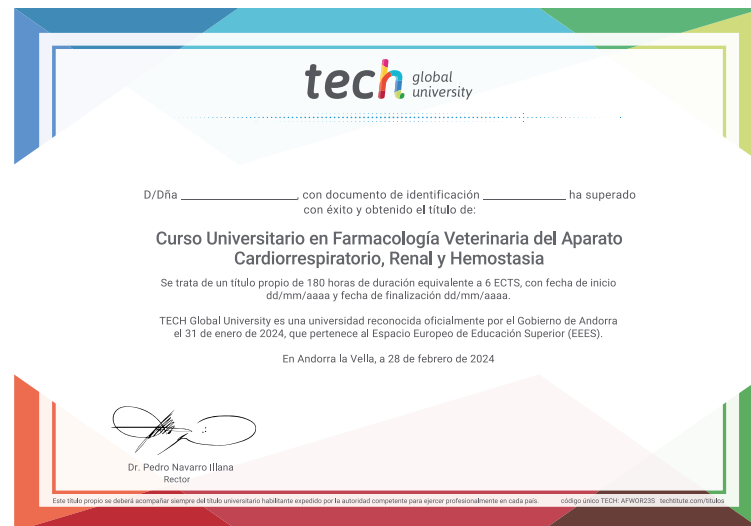 tech global university
D/Dña ______________________, con documento de identificación _______________ ha superado
con éxito y obtenido el título de:
Curso Universitario en Farmacología Veterinaria del Aparato
Cardiorrespiratorio, Renal y Hemostasia
Se trata de un título propio de 180 horas de duración equivalente a 6 ECTS, con fecha de inicio
dd/mm/aaaa y fecha de finalización dd/mm/aaaa.
TECH Global University es una universidad reconocida oficialmente por el Gobierno de Andorra
el 31 de enero de 2024, que pertenece al Espacio Europeo de Educación Superior (EEES).
En Andorra la Vella, a 28 de febrero de 2024
Dr. Pedro Navarro Illana
Rector
Este título propio se deberá acompañar siempre del título universitario habilitante expedido por la autoridad competente para ejercer profesionalmente en cada país. código único TECH: AFWOR23S techtitute.com/titulos